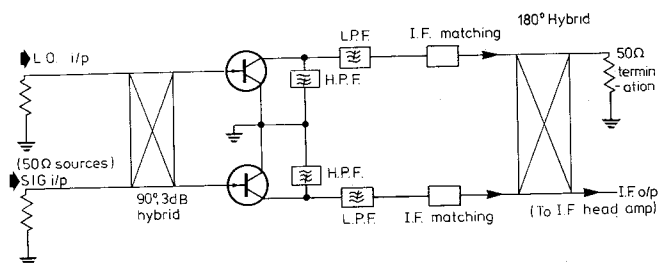 180° Hybrid
L.P.F.
I.F. matching
L.O. i/p
50Ω
termin
-ation
H.P.F.
(50Ω sources)
SIG i/p
H.P.F.
90°, 3dB
hybrid
L.P.F.
I.F. matching
I.F. o/p
(To I.F. head amp)